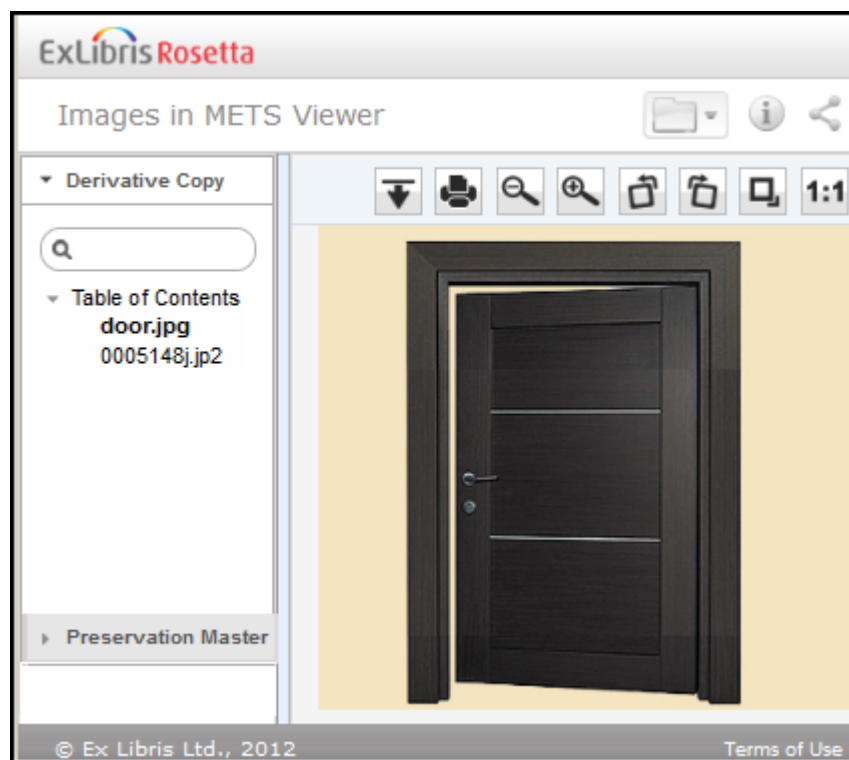 ExLibris Rosetta
Images in METS Viewer
Derivative Copy
1:1
Table of Contents
door.jpg
0005148j.jp2
Preservation Master
© Ex Libris Ltd., 2012
Terms of Use